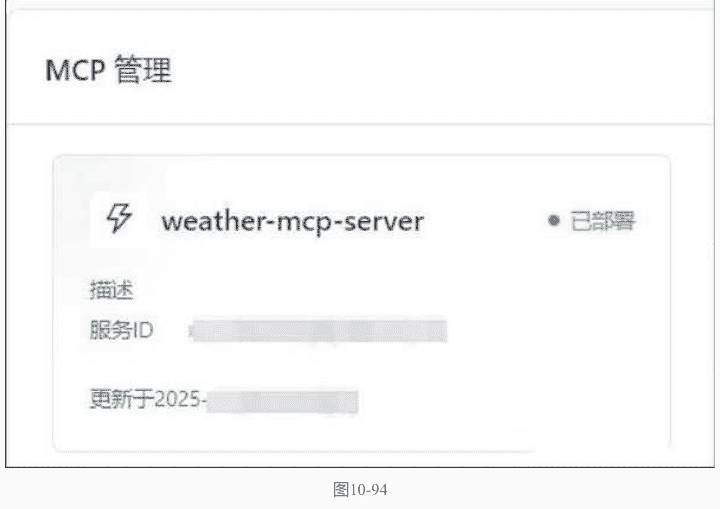 MCP 管理
weather-mcp-server
已部署
描述
服务ID
更新于2025-
图10-94